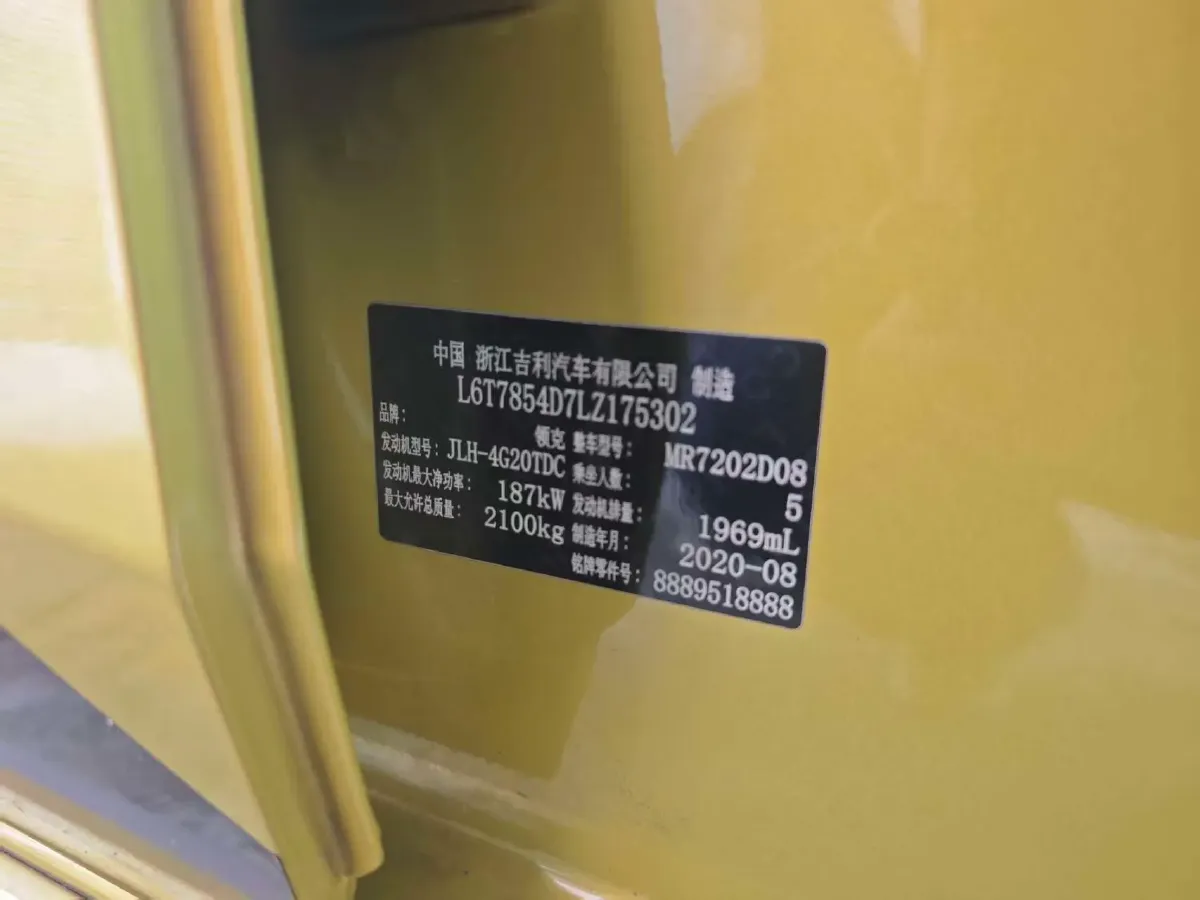 中国 浙江吉利汽车有限公司 制造
L6T7854D7LZ175302
品牌： 领克 整车型号： MR7202D08
发动机型号： JLH-4G20TDC 乘坐人数： 5
发动机最大净功率： 187kW 发动机排量： 1969mL
最大允许总质量： 2100kg 制造年月： 2020-08
铭牌零件号： 8889518888